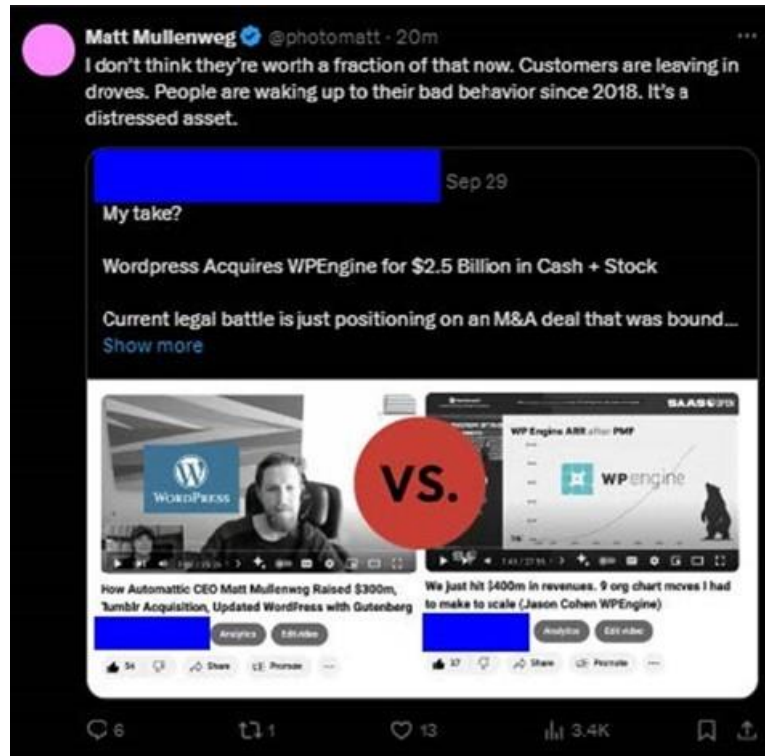 Matt Mullenweg @photomatt · 20m
I don't think they're worth a fraction of that now. Customers are leaving in
droves. People are waking up to their bad behavior since 2018. It's a
distressed asset.
Sep 29
My take?
Wordpress Acquires WPEngine for $2.5 Billion in Cash + Stock
Current legal battle is just positioning on an M&A deal that was bound...
Show more
WORDPRESS
VS.
SAAS OPEN
WP Engine ARR after PMF
WP engine
How Automattic CEO Matt Mullenweg Raised $300m,
Tumblr Acquisition, Updated WordPress with Gutenberg
Analytics
Edit video
54
Share
Promote
We just hit $400m in revenues. 9 org chart moves I had
to make to scale (Jason Cohen WPEngine)
Analytics
Edit video
37
Share
Promote
6
1
13
3.4K